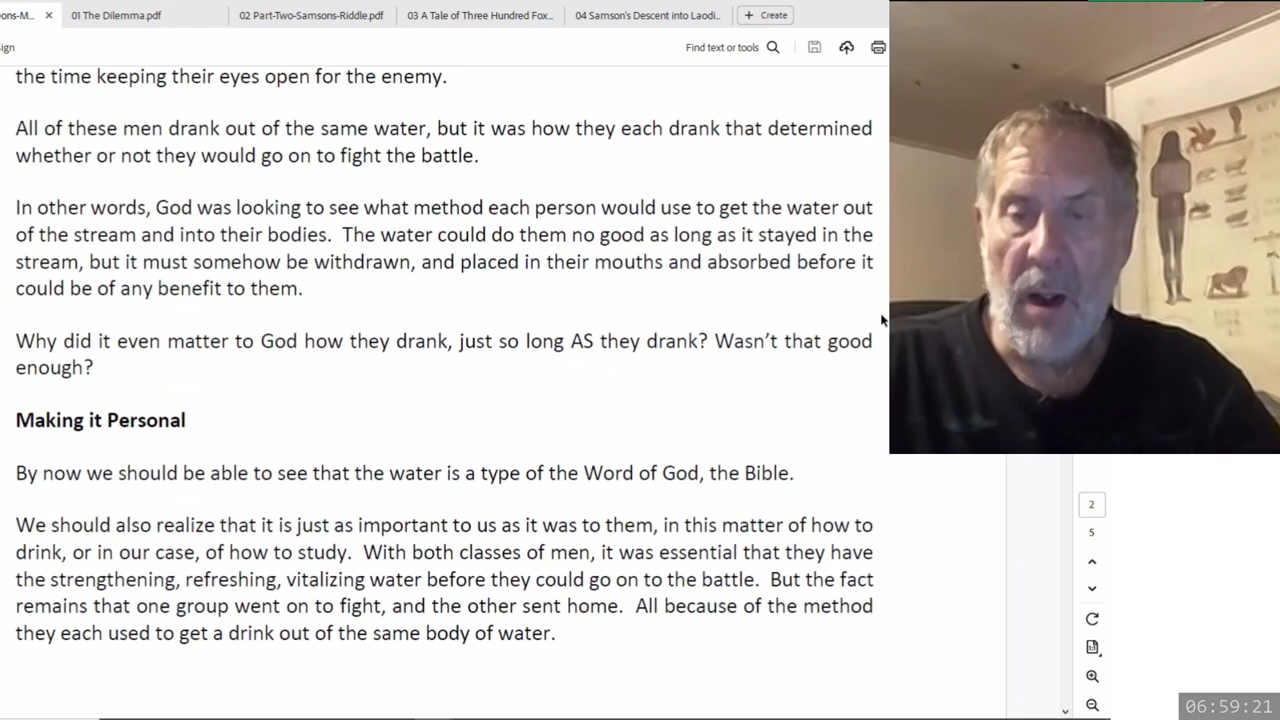 ons-M...
01 The Dilemma.pdf
02 Part-Two-Samsons-Riddle.pdf
03 A Tale of Three Hundred Fox...
04 Samson's Descent into Laodi...
+ Create
ign
Find text or tools
the time keeping their eyes open for the enemy.
All of these men drank out of the same water, but it was how they each drank that determined
whether or not they would go on to fight the battle.
In other words, God was looking to see what method each person would use to get the water out
of the stream and into their bodies. The water could do them no good as long as it stayed in the
stream, but it must somehow be withdrawn, and placed in their mouths and absorbed before it
could be of any benefit to them.
Why did it even matter to God how they drank, just so long AS they drank? Wasn't that good
enough?
Making it Personal
By now we should be able to see that the water is a type of the Word of God, the Bible.
We should also realize that it is just as important to us as it was to them, in this matter of how to
drink, or in our case, of how to study. With both classes of men, it was essential that they have
the strengthening, refreshing, vitalizing water before they could go on to the battle. But the fact
remains that one group went on to fight, and the other sent home. All because of the method
they each used to get a drink out of the same body of water.
2
5
06:59:21